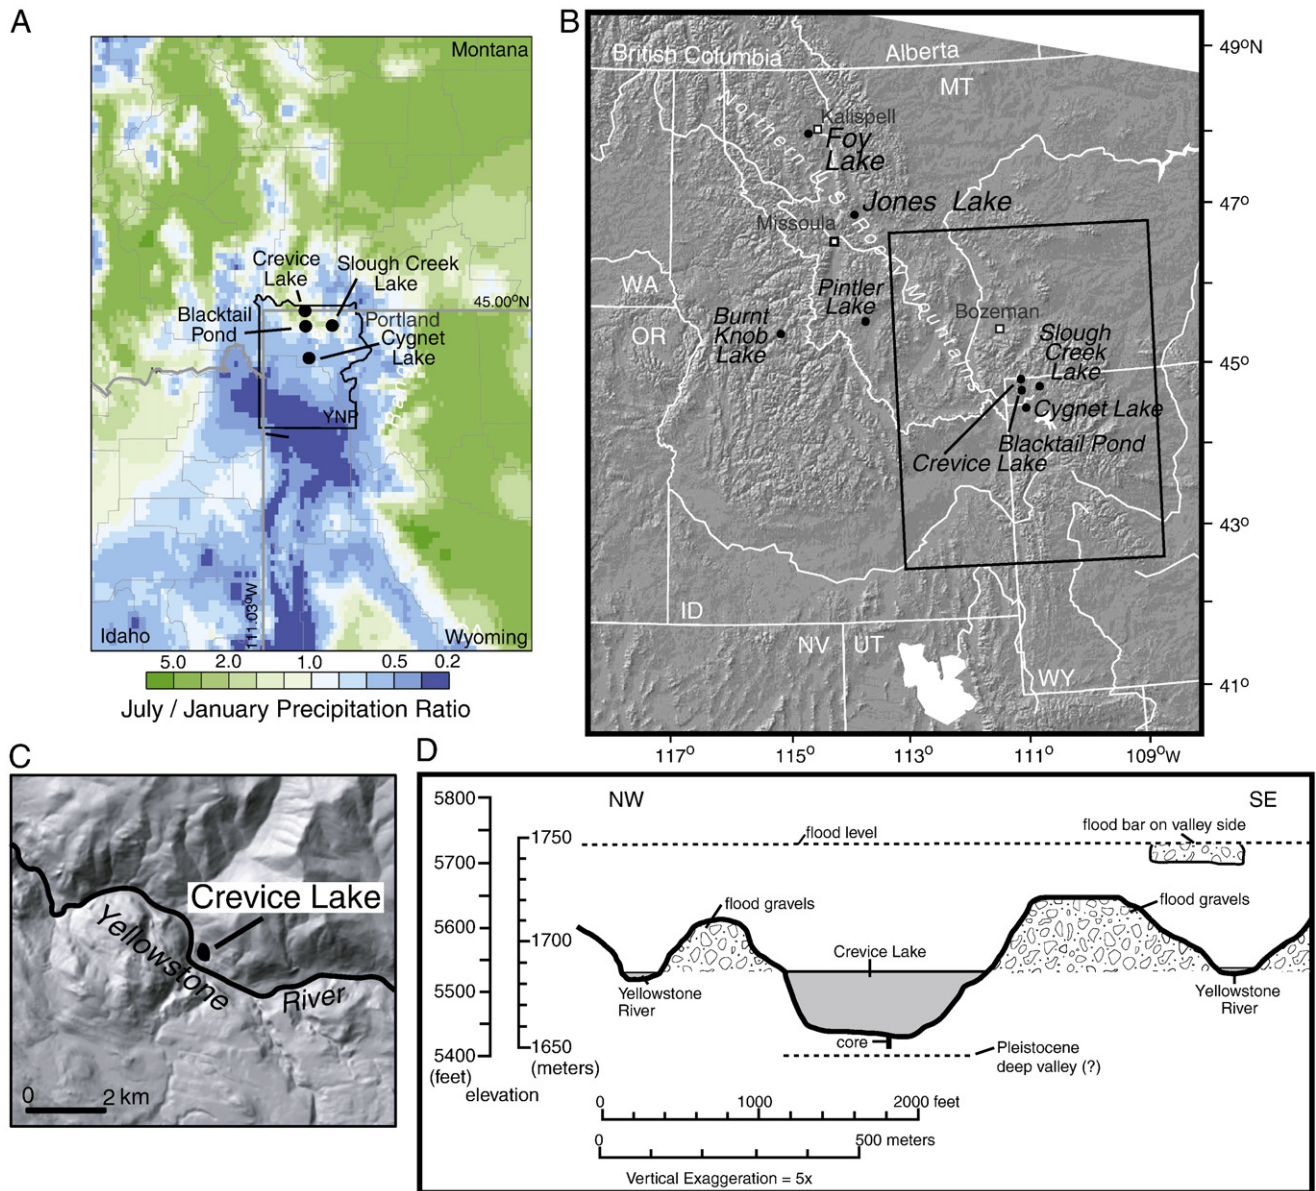 A
Montana
Crevice
Lake
Slough Creek
Lake
45.00°N
Blacktail
Pond
Portland
Cygnet
Lake
YNP
111.03°W
Idaho
Wyoming
5.0 2.0 1.0 0.5 0.2
July / January Precipitation Ratio
B
British Columbia
Alberta
49°N
MT
Northern U.S. Rocky Mountains
Kalispell
Foy
Lake
47°
Jones Lake
Missoula
WA
OR
Pintler
Lake
Burnt
Knob
Lake
Bozeman
Slough
Creek
Lake
45°
Cygnet Lake
Blacktail Pond
Crevice Lake
43°
ID
NV
UT
WY
41°
117° 115° 113° 111° 109°W
C
Crevice Lake
Yellowstone
River
0 2 km
D
5800
NW
SE
flood level
flood bar on valley side
1750
5700
flood gravels
flood gravels
5600
1700
Crevice Lake
5500
Yellowstone
River
Yellowstone
River
core
5400
(feet)
1650
(meters)
elevation
Pleistocene
deep valley (?)
0 1000 2000 feet
0 500 meters
Vertical Exaggeration = 5x